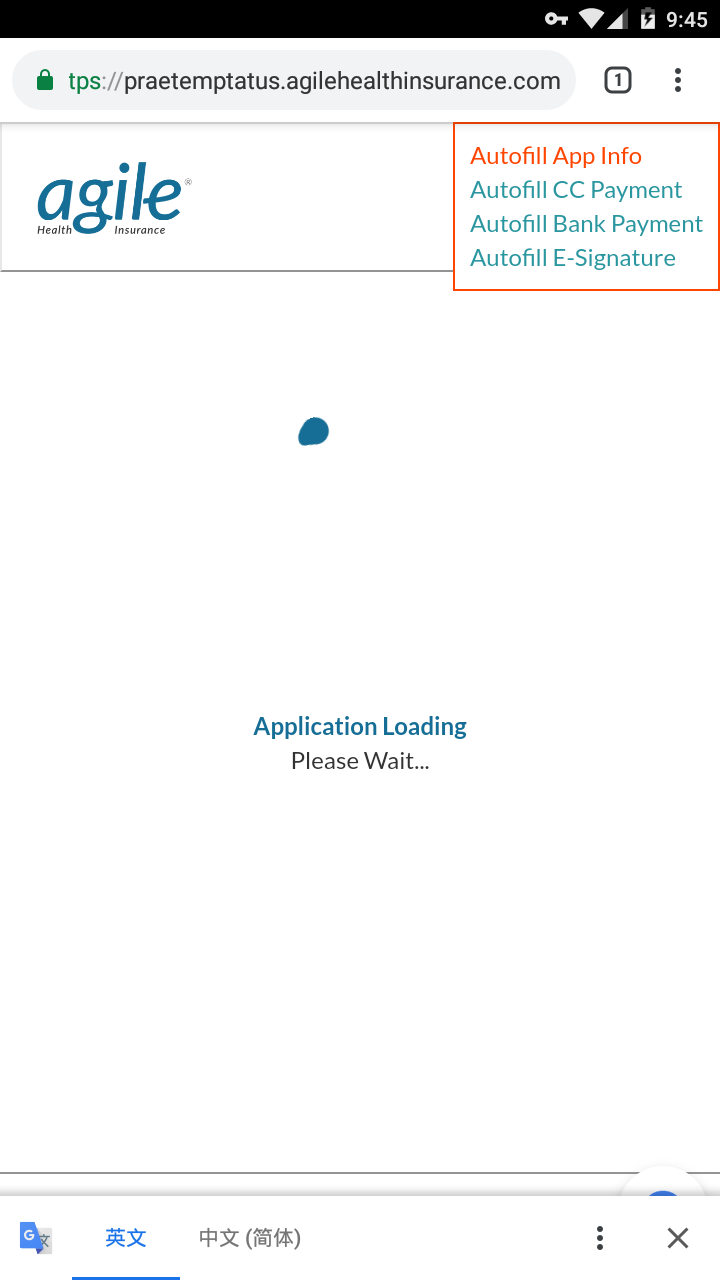 9:45
tps://praetemptatus.agilehealthinsurance.com
1
agile®
Health Insurance
Autofill App Info
Autofill CC Payment
Autofill Bank Payment
Autofill E-Signature
Application Loading
Please Wait...
G 文
英文
中文 (简体)